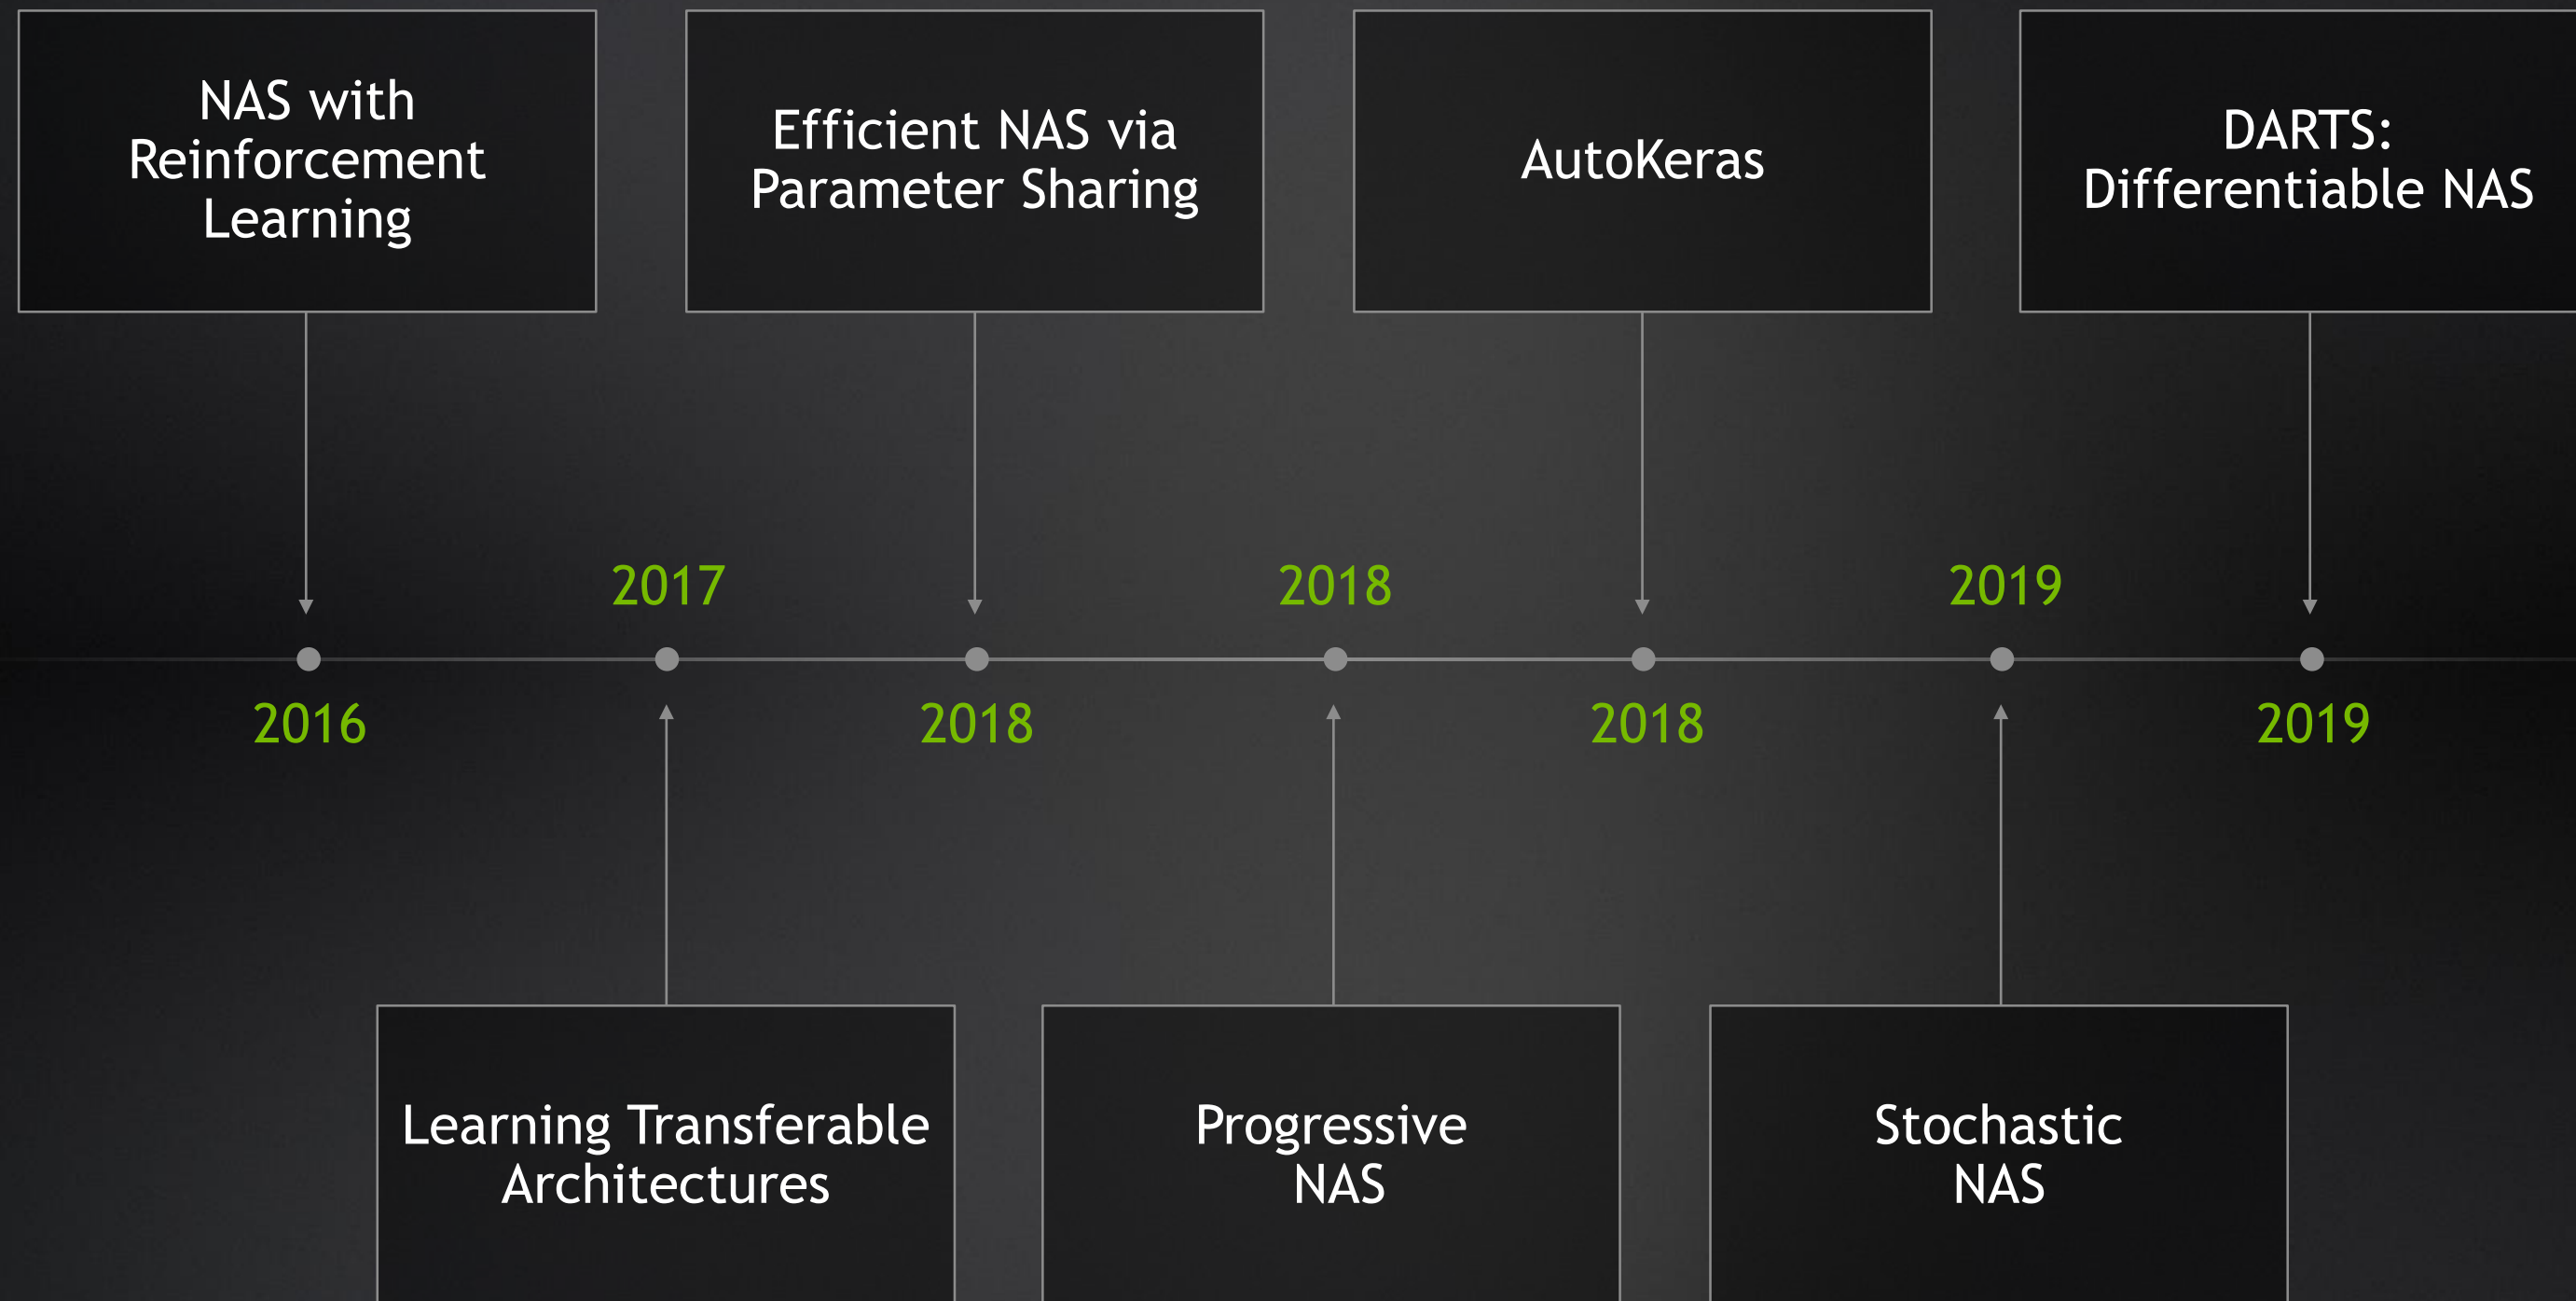 NAS with
Reinforcement
Learning
Efficient NAS via
Parameter Sharing
AutoKeras
DARTS:
Differentiable NAS
2017
2018
2019
2016
2018
2018
2019
Learning Transferable
Architectures
Progressive
NAS
Stochastic
NAS